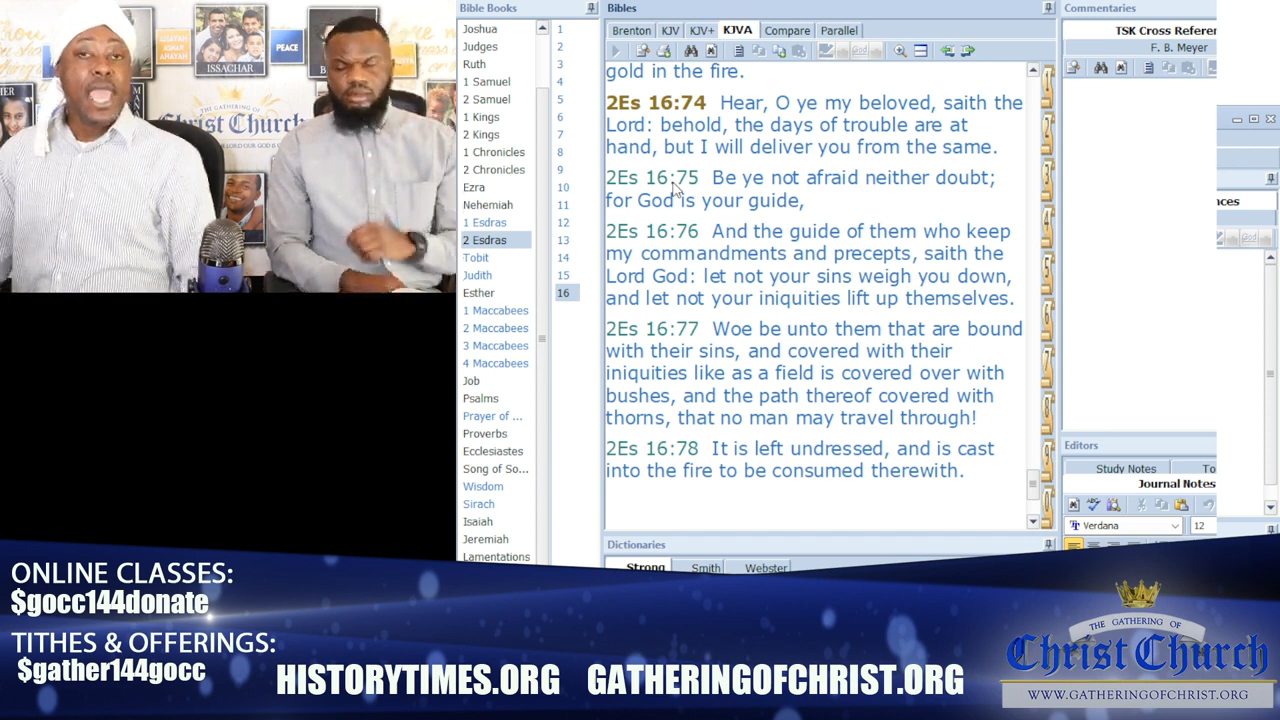 ISSACHAR
PEACE
THE GATHERING OF
Christ Church
Bible Books
Joshua
Judges
Ruth
1 Samuel
2 Samuel
1 Kings
2 Kings
1 Chronicles
2 Chronicles
Ezra
Nehemiah
1 Esdras
2 Esdras
Tobit
Judith
Esther
1 Maccabees
2 Maccabees
3 Maccabees
4 Maccabees
Job
Psalms
Prayer of ...
Proverbs
Ecclesiastes
Song of So...
Wisdom
Sirach
Isaiah
Jeremiah
Lamentations
1
2
3
4
5
6
7
8
9
10
11
12
13
14
15
16
Bibles
Brenton KJV KJV+ KJVA Compare Parallel
gold in the fire.
2Es 16:74 Hear, O ye my beloved, saith the
Lord: behold, the days of trouble are at
hand, but I will deliver you from the same.
2Es 16:75 Be ye not afraid neither doubt;
for God is your guide,
2Es 16:76 And the guide of them who keep
my commandments and precepts, saith the
Lord God: let not your sins weigh you down,
and let not your iniquities lift up themselves.
2Es 16:77 Woe be unto them that are bound
with their sins, and covered with their
iniquities like as a field is covered over with
bushes, and the path thereof covered with
thorns, that no man may travel through!
2Es 16:78 It is left undressed, and is cast
into the fire to be consumed therewith.
Dictionaries
Strong Smith Webster
Commentaries
TSK Cross Refer
F. B. Meyer
nces
Editors
Study Notes To
Journal Notes
Verdana 12
ONLINE CLASSES:
$gocc144donate
TITHES & OFFERINGS:
$gather144gocc
HISTORYTIMES.ORG GATHERINGOFCHRIST.ORG
THE GATHERING OF
Christ Church
WWW.GATHERINGOFCHRIST.ORG